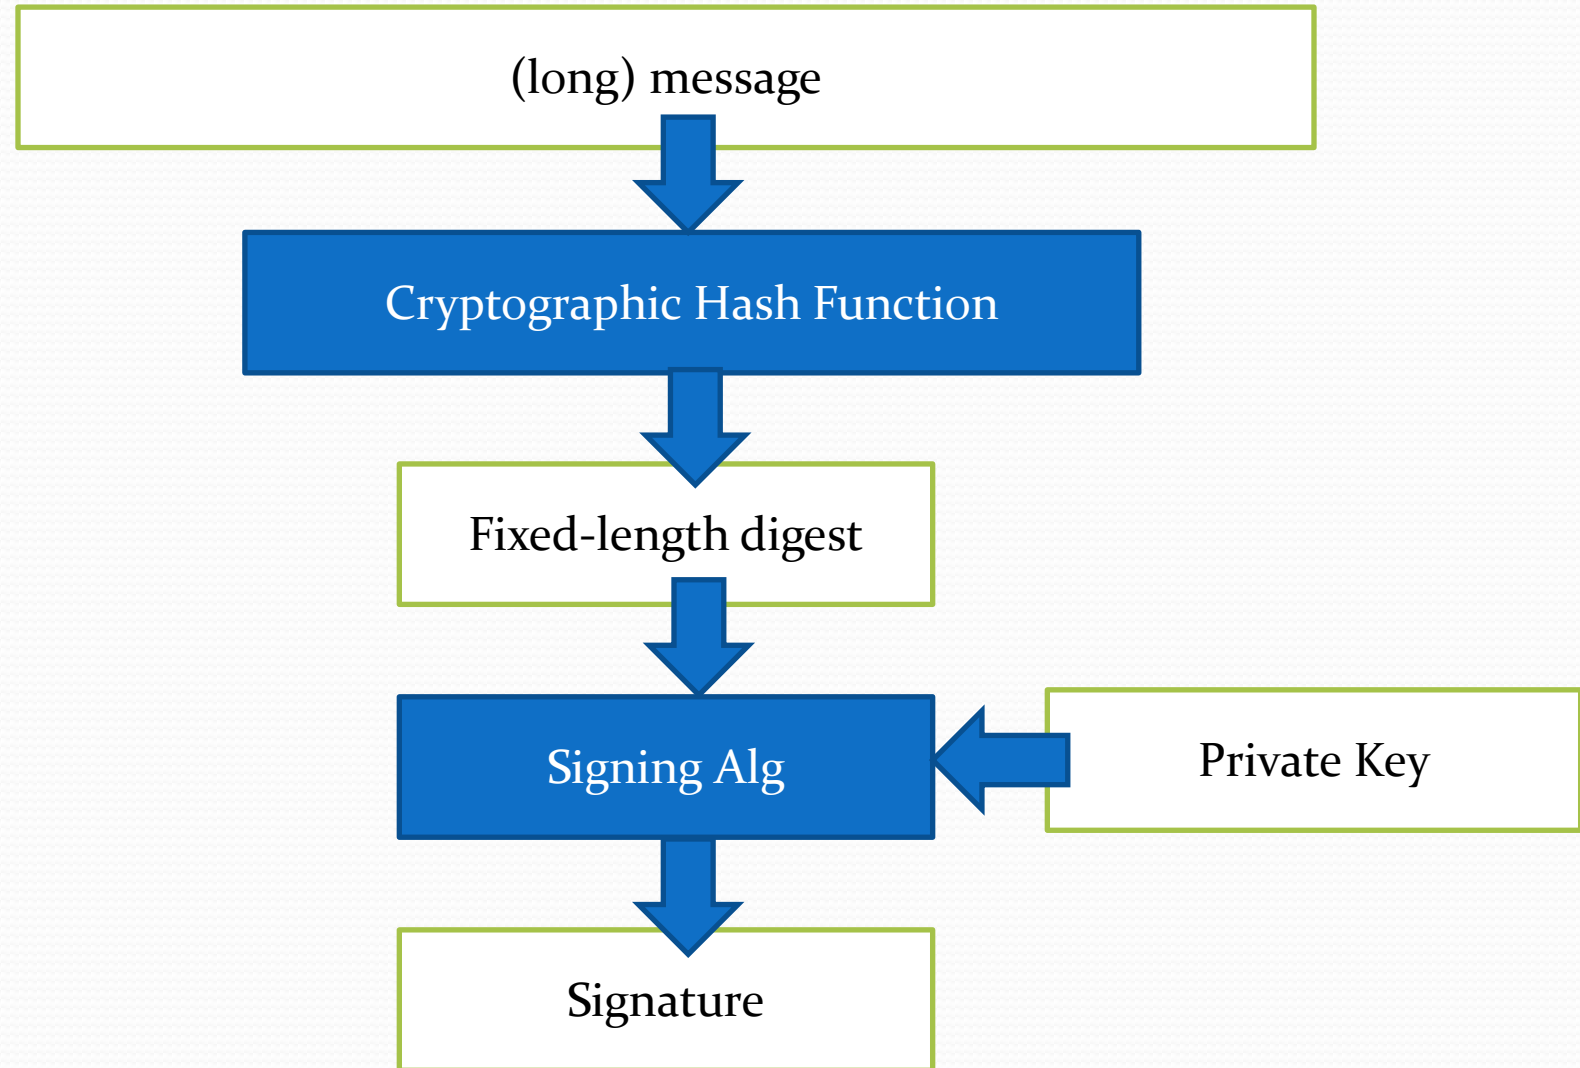 (long) message
Cryptographic Hash Function
Fixed-length digest
Signing Alg
Private Key
Signature